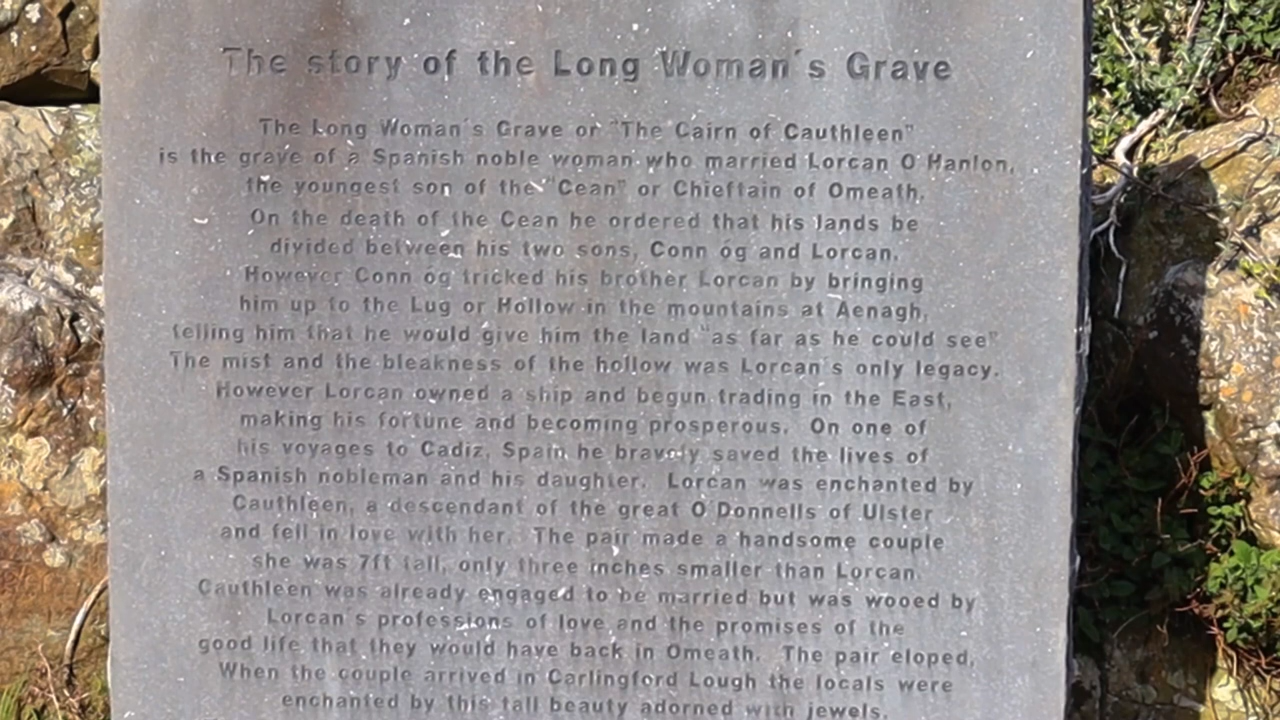 The story of the Long Woman's Grave
The Long Woman's Grave or "The Cairn of Cauthleen"
is the grave of a Spanish noble woman who married Lorcan O'Hanlon,
the youngest son of the "Cean" or Chieftain of Omeath.
On the death of the Cean he ordered that his lands be
divided between his two sons, Conn óg and Lorcan.
However Conn óg tricked his brother Lorcan by bringing
him up to the Lug or Hollow in the mountains at Aenagh,
telling him that he would give him the land "as far as he could see"
The mist and the bleakness of the hollow was Lorcan's only legacy.
However Lorcan owned a ship and begun trading in the East,
making his fortune and becoming prosperous. On one of
his voyages to Cadiz, Spain he bravely saved the lives of
a Spanish nobleman and his daughter. Lorcan was enchanted by
Cauthleen, a descendant of the great O'Donnells of Ulster
and fell in love with her. The pair made a handsome couple
she was 7ft tall, only three inches smaller than Lorcan.
Cauthleen was already engaged to be married but was wooed by
Lorcan's professions of love and the promises of the
good life that they would have back in Omeath. The pair eloped.
When the couple arrived in Carlingford Lough the locals were
enchanted by this tall beauty adorned with jewels.